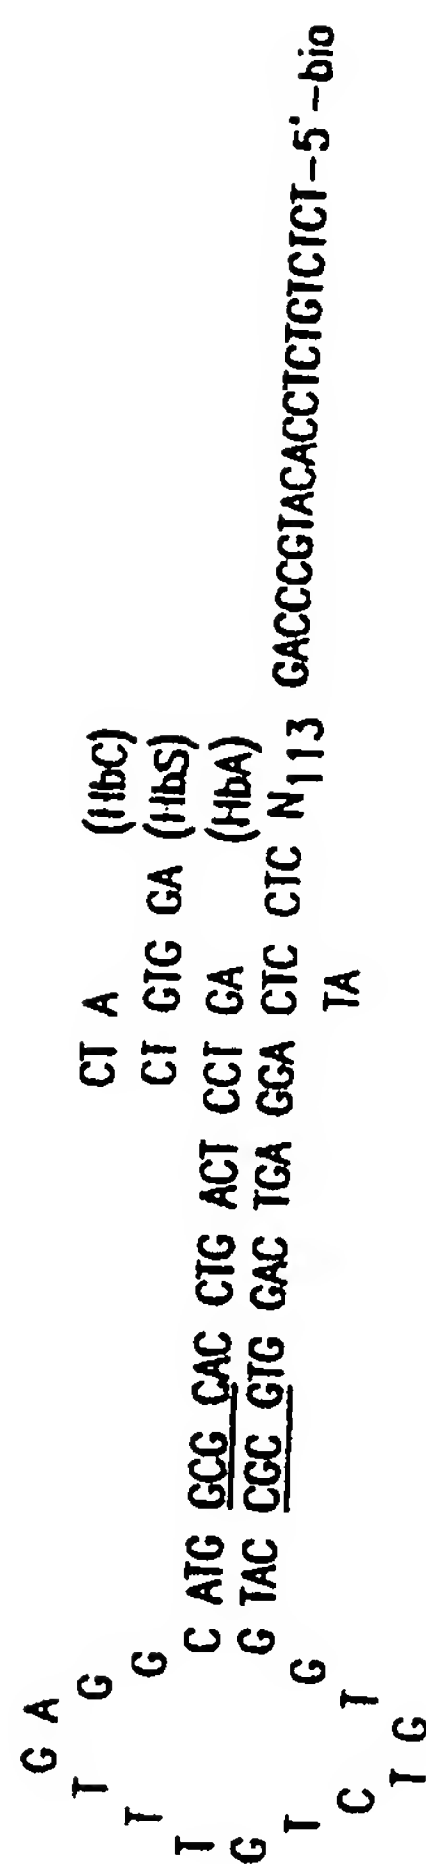 G A
T G CT A (HbC)
T G CT GTG GA (HbS)
T C ATG GCG CAC CTG ACT CCT GA (HbA)
G G TAC CGC GTG GAC TGA GGA CTC CTC N113 GACCCGTACACCTCTGTCTCT-5'-bio
T G
C T TA
T G